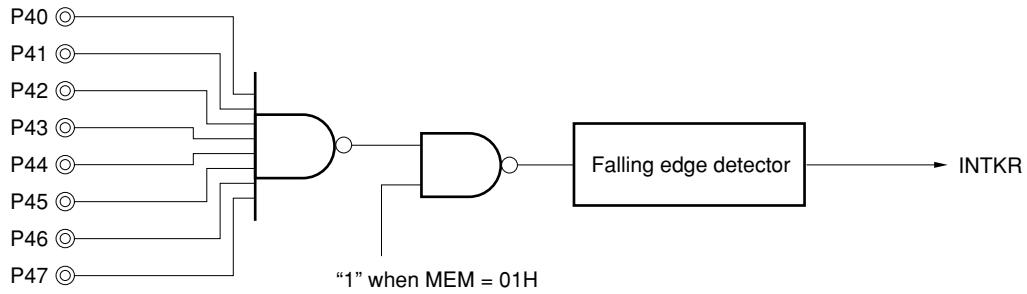 P40
P41
P42
P43
P44
P45
P46
P47
Falling edge detector
INTKR
“1” when MEM = 01H